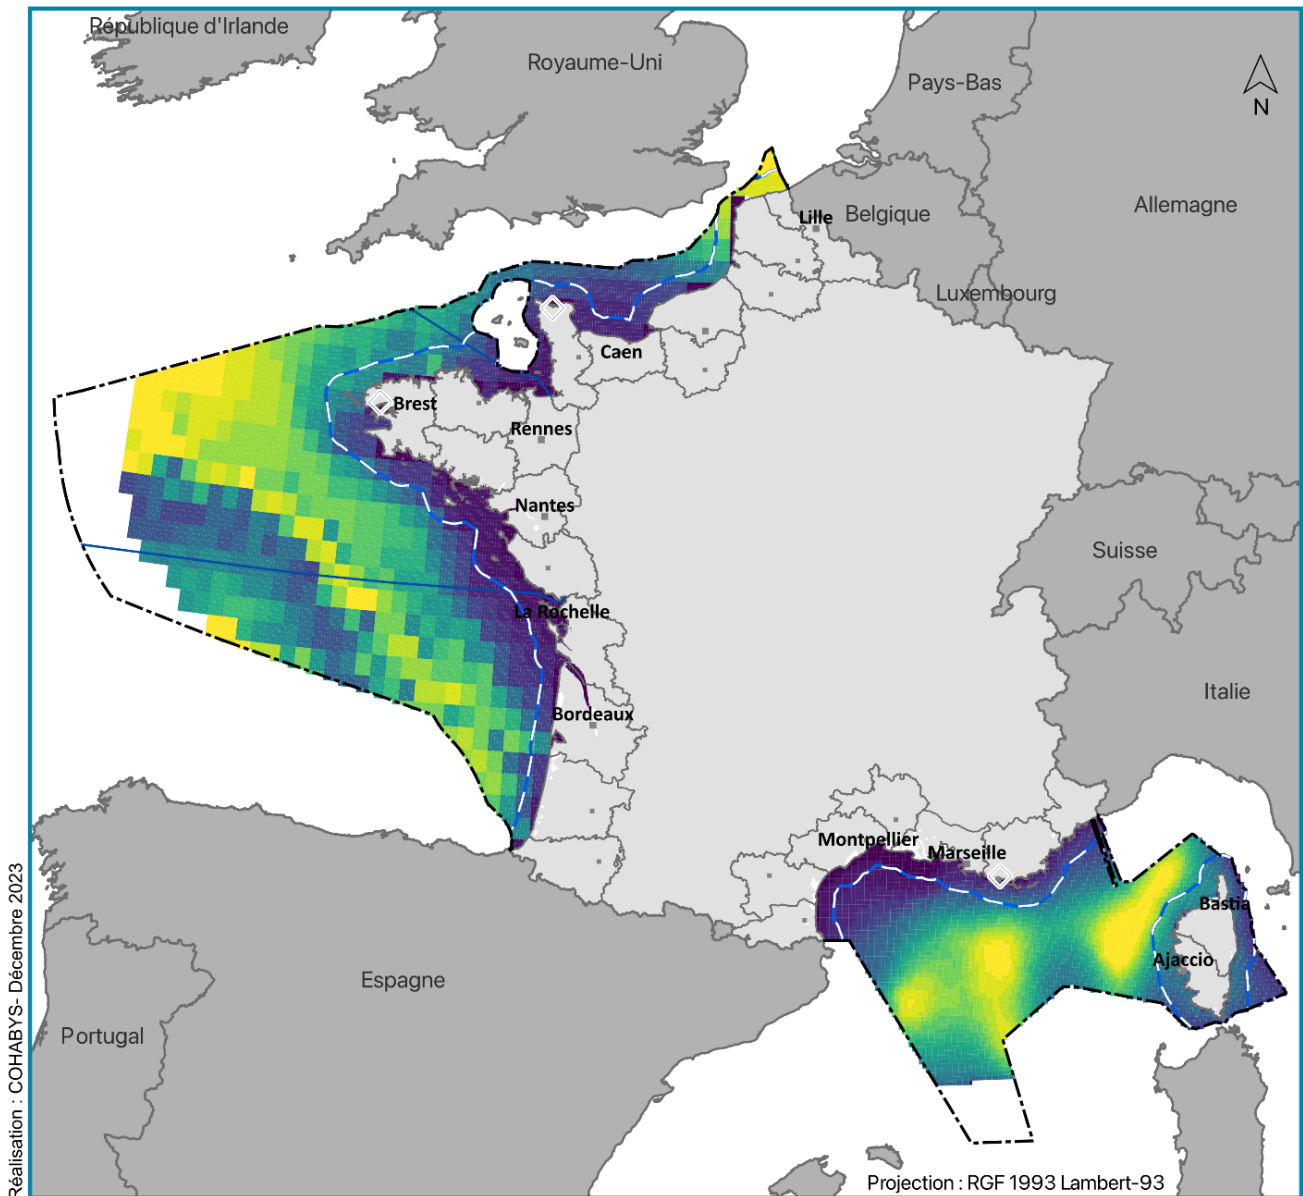 République d'Irlande
Royaume-Uni
Pays-Bas
N
Allemagne
Lille
Belgique
Luxembourg
Caen
Brest
Rennes
Nantes
Suisse
La Rochelle
Italie
Bordeaux
Montpellier
Marseille
Bastia
Ajaccio
Espagne
Portugal
Réalisation : COHABYS- Décembre 2023
Projection : RGF 1993 Lambert-93